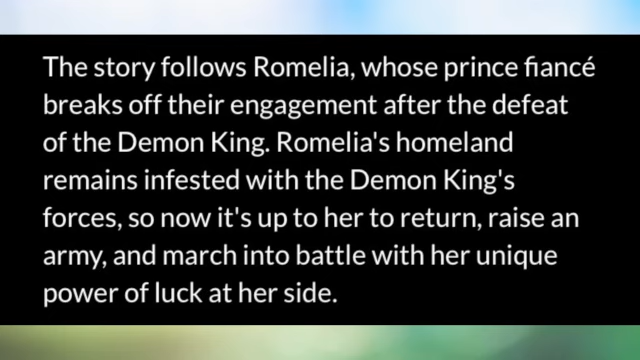 The story follows Romelia, whose prince fiancé
breaks off their engagement after the defeat
of the Demon King. Romelia's homeland
remains infested with the Demon King's
forces, so now it's up to her to return, raise an
army, and march into battle with her unique
power of luck at her side.